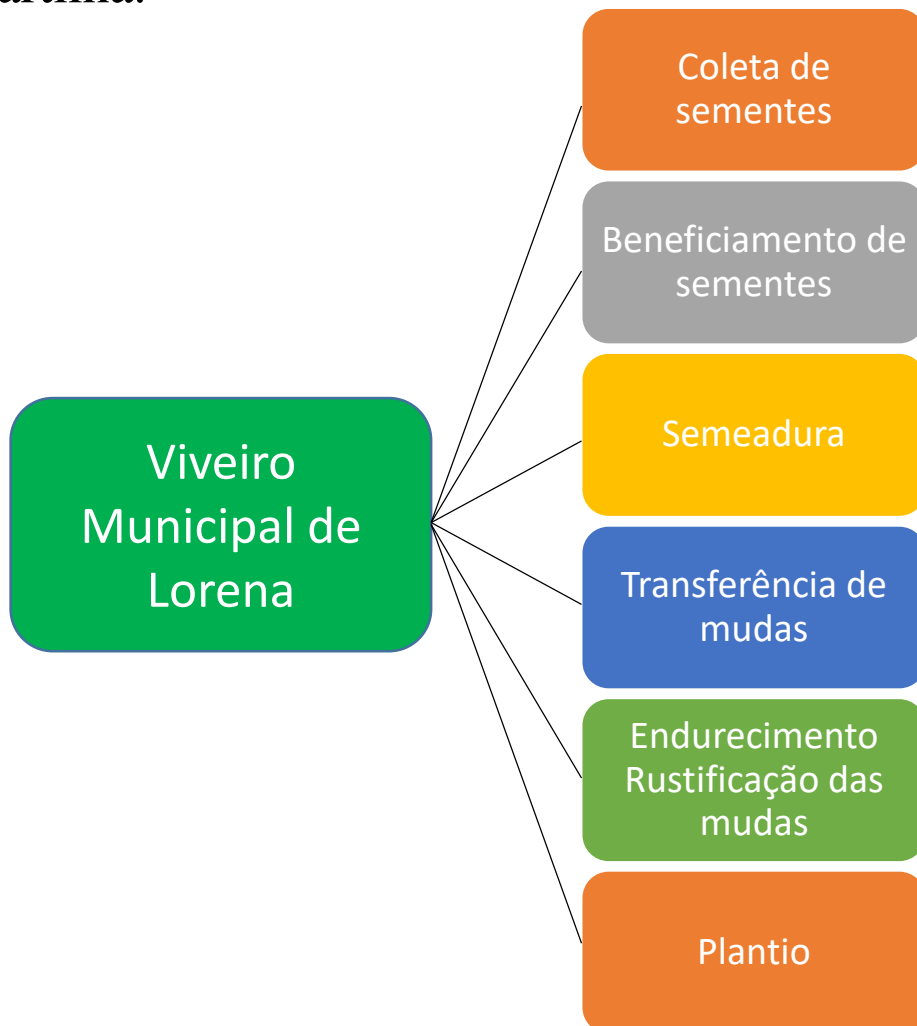 Viveiro
Municipal de
Lorena
Coleta de
sementes
Beneficiamento de
sementes
Semeadura
Transferência de
mudas
Endurecimento
Rustificação das
mudas
Plantio